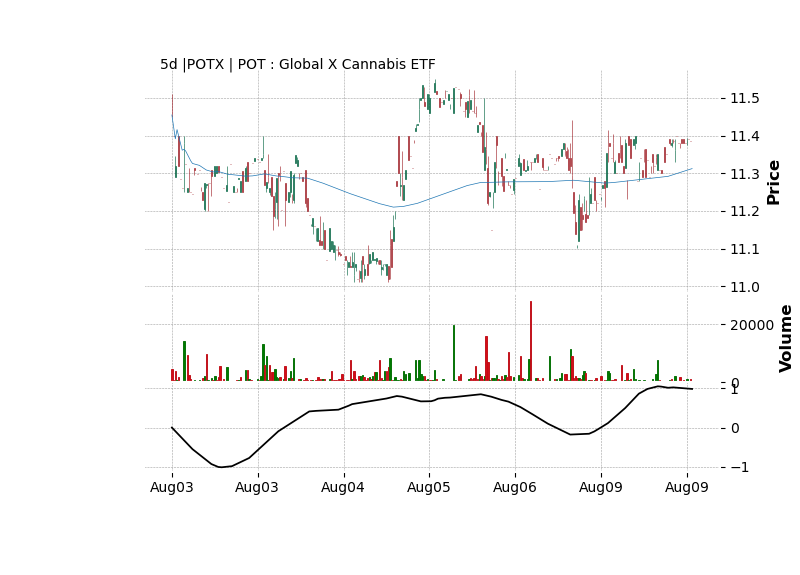 5d |POTX | POT : Global X Cannabis ETF
11.5
11.4
11.3
11.2
11.1
11.0
Price
20000
0
Volume
1
0
−1
Aug03
Aug03
Aug04
Aug05
Aug06
Aug09
Aug09